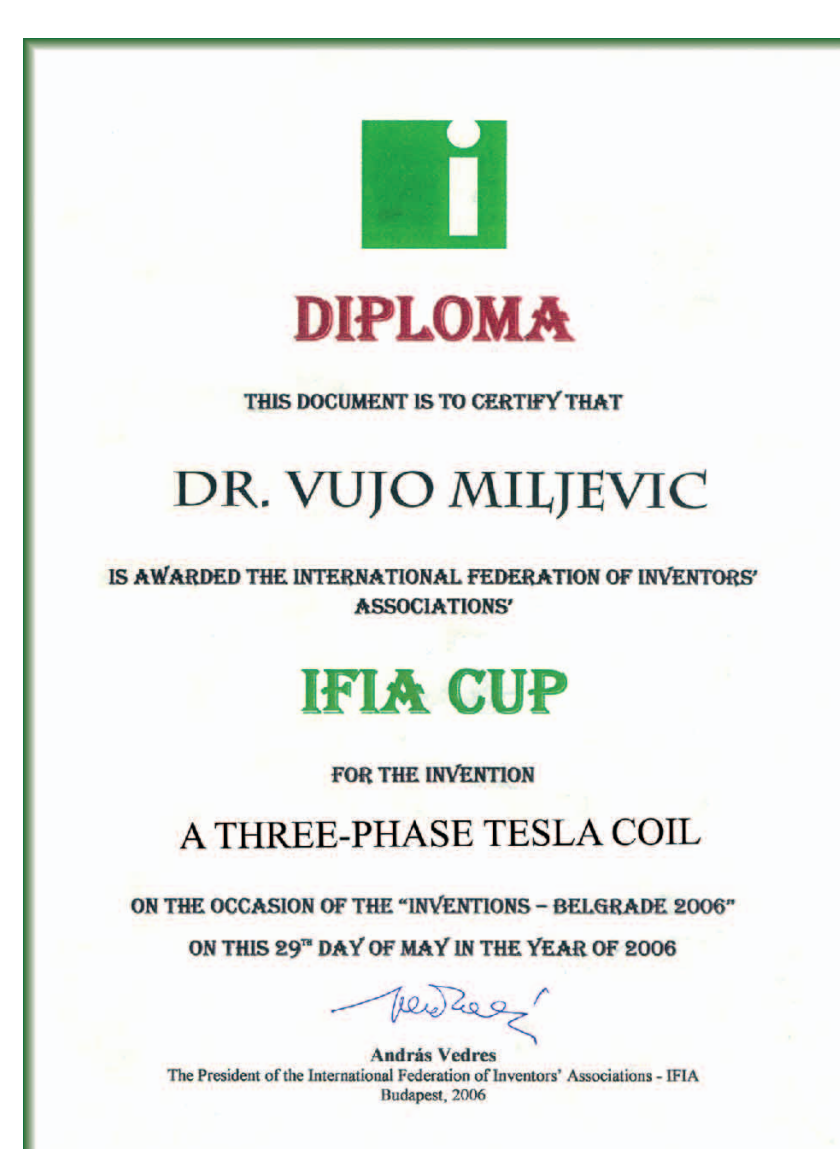 i
DIPLOMA
THIS DOCUMENT IS TO CERTIFY THAT
DR. VUJO MILJEVIC
IS AWARDED THE INTERNATIONAL FEDERATION OF INVENTORS'
ASSOCIATIONS'
IFIA CUP
FOR THE INVENTION
A THREE-PHASE TESLA COIL
ON THE OCCASION OF THE “INVENTIONS – BELGRADE 2006”
ON THIS 29TH DAY OF MAY IN THE YEAR OF 2006
András Vedres
The President of the International Federation of Inventors' Associations - IFIA
Budapest, 2006